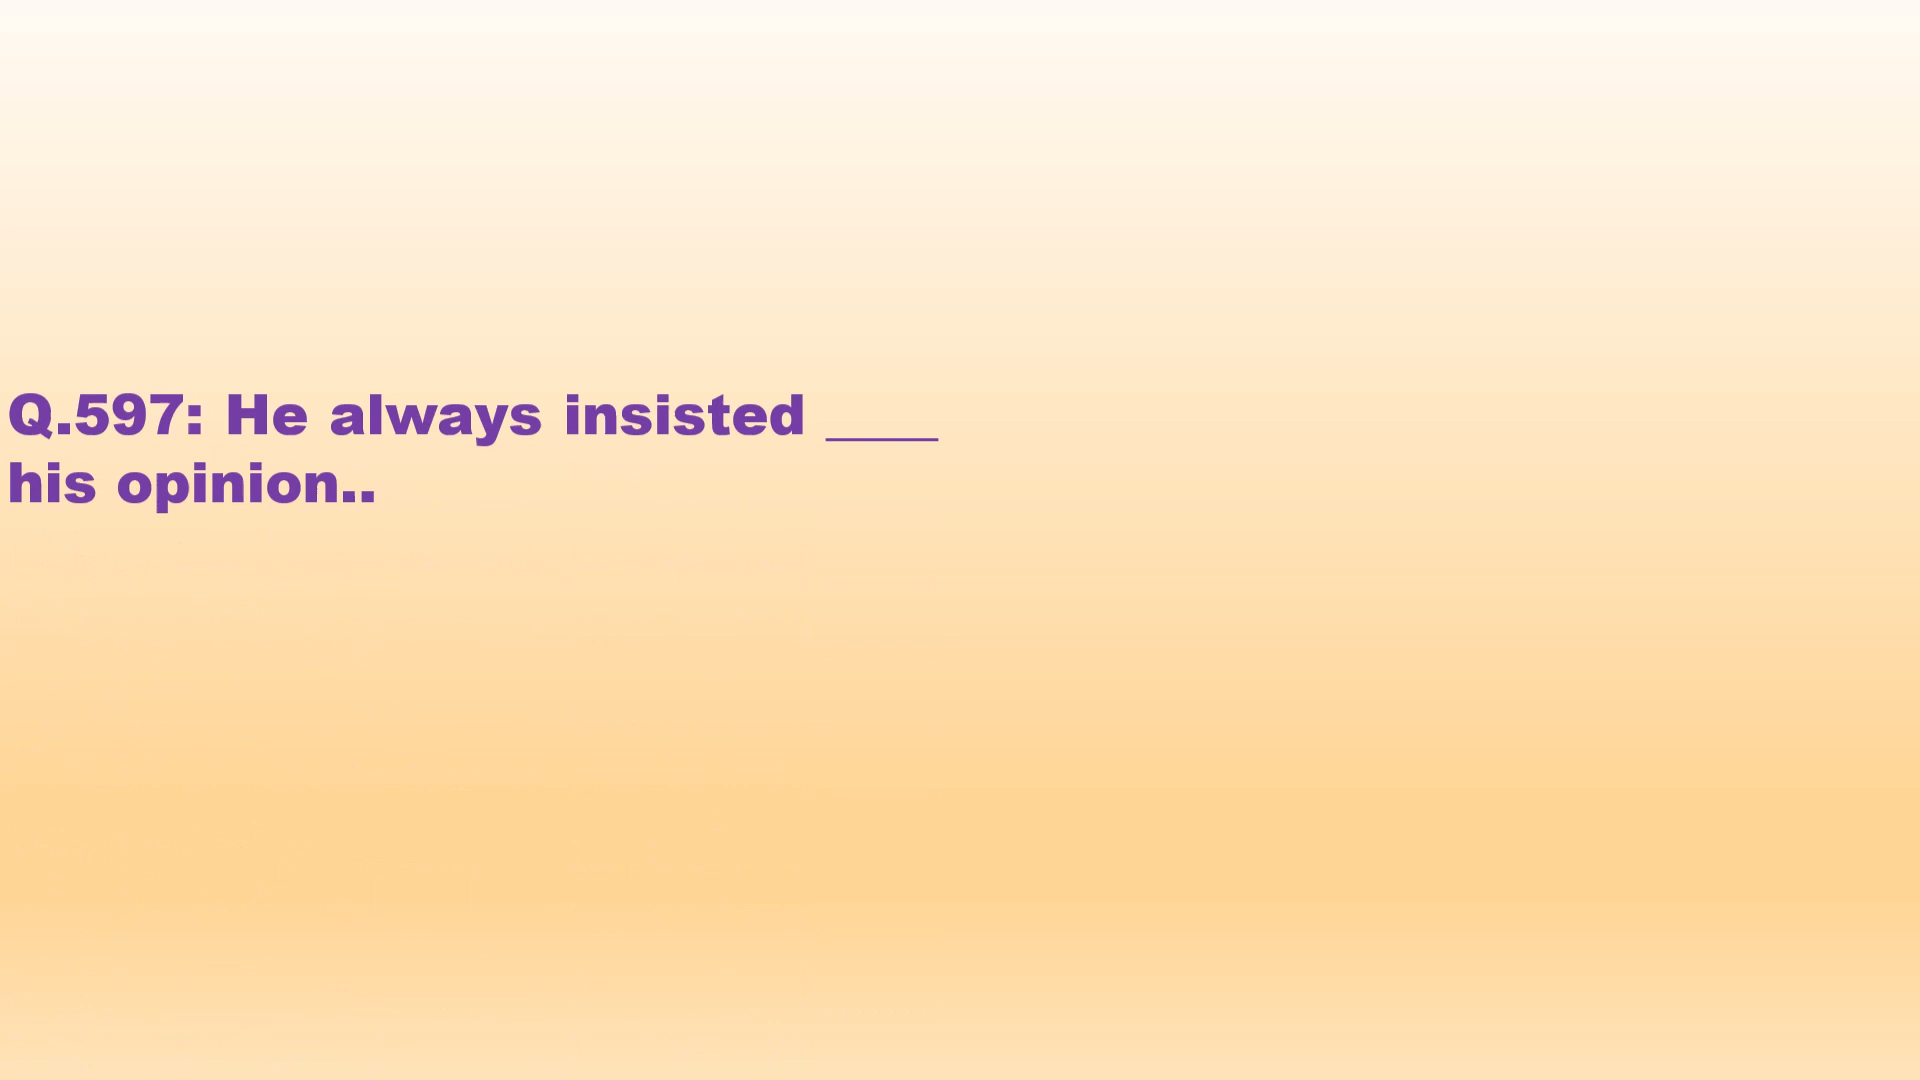 Q.597: He always insisted ____
his opinion..